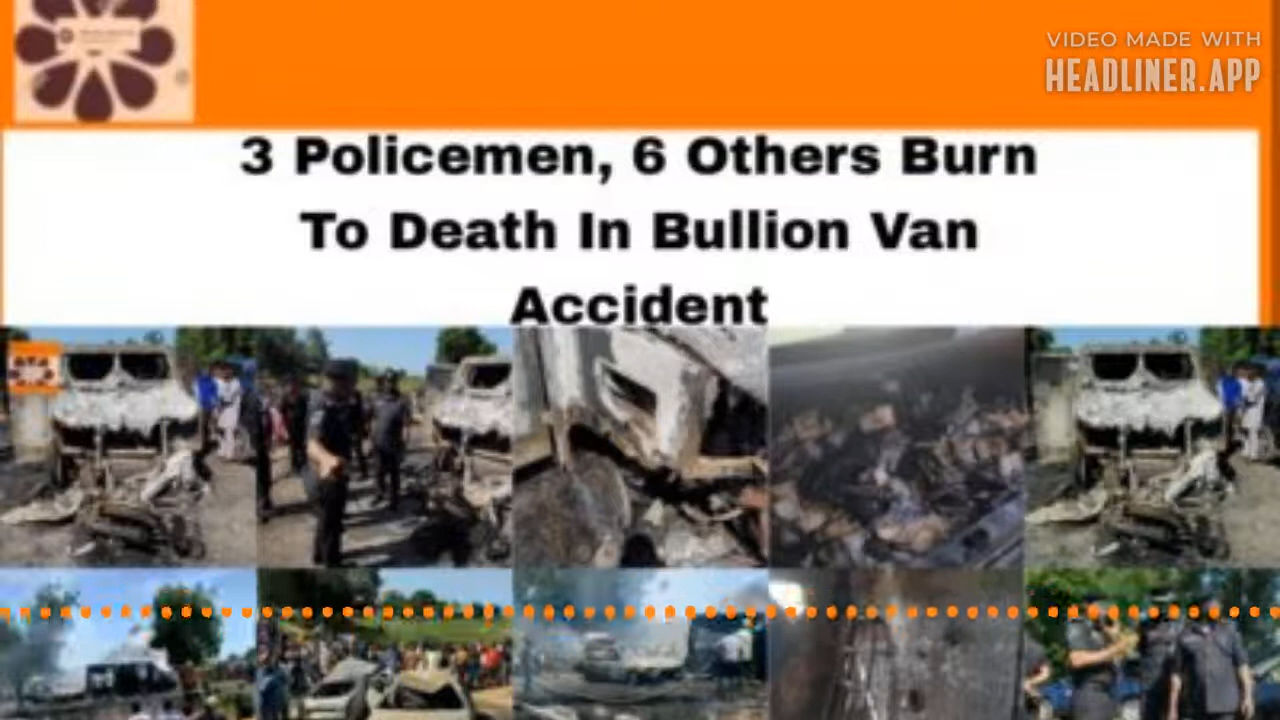 VIDEO MADE WITH
HEADLINER.APP
3 Policemen, 6 Others Burn
To Death In Bullion Van
Accident